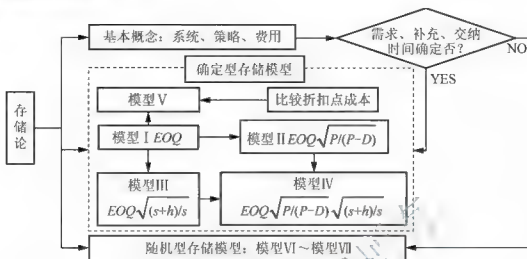 基本概念：系统、策略、费用
需求、补充、交纳
时间确定否？
NO
YES
确定型存储模型
存储论
模型Ⅴ
比较折扣点成本
模型Ⅰ EOQ
模型Ⅱ EOQ√P/(P-D)
模型Ⅲ
EOQ√(s+h)/s
模型Ⅳ
EOQ√P/(P-D)√(s+h)/s
随机型存储模型：模型Ⅵ～模型Ⅶ